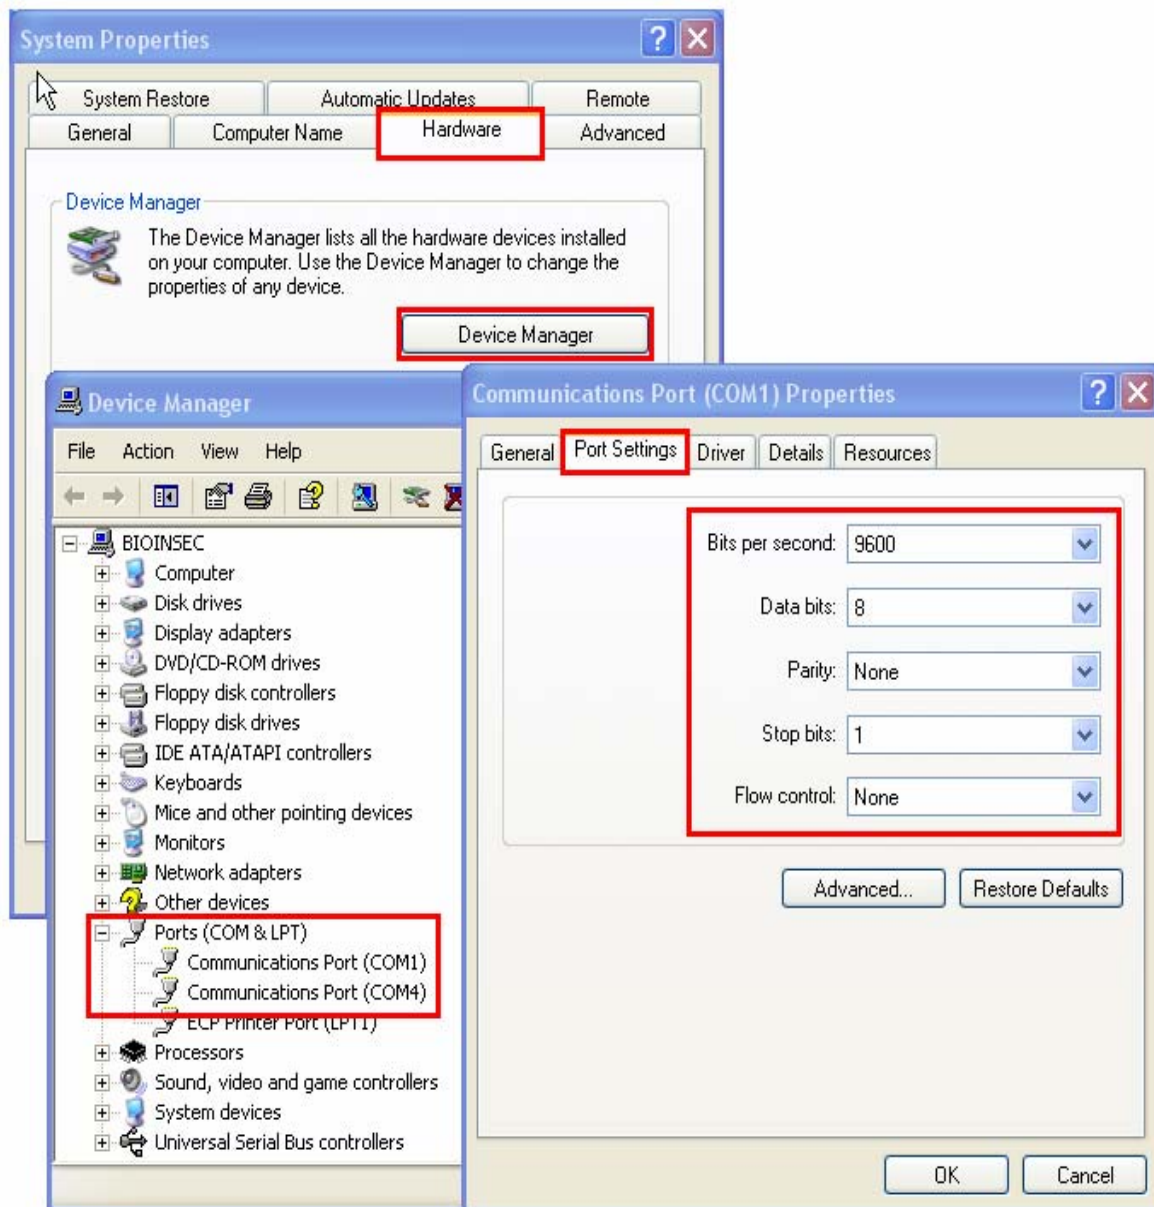 System Properties
System Restore Automatic Updates Remote
General Computer Name Hardware Advanced
Device Manager
The Device Manager lists all the hardware devices installed
on your computer. Use the Device Manager to change the
properties of any device.
Device Manager
Device Manager
File Action View Help
BIOINSEC
Computer
Disk drives
Display adapters
DVD/CD-ROM drives
Floppy disk controllers
Floppy disk drives
IDE ATA/ATAPI controllers
Keyboards
Mice and other pointing devices
Monitors
Network adapters
Other devices
Ports (COM & LPT)
Communications Port (COM1)
Communications Port (COM4)
ECP Printer Port (LPT1)
Processors
Sound, video and game controllers
System devices
Universal Serial Bus controllers
Communications Port (COM1) Properties
General Port Settings Driver Details Resources
Bits per second: 9600
Data bits: 8
Parity: None
Stop bits: 1
Flow control: None
Advanced... Restore Defaults
OK Cancel